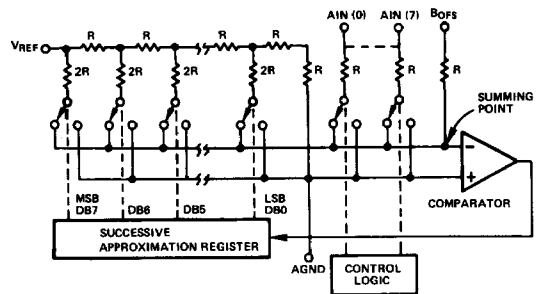 AIN (0) AIN (7) BOFS
VREF R R R R
2R 2R 2R 2R R R R R
SUMMING
POINT
−
+
COMPARATOR
MSB
DB7 DB6 DB5 LSB
DB0
SUCCESSIVE
APPROXIMATION REGISTER
AGND
CONTROL
LOGIC